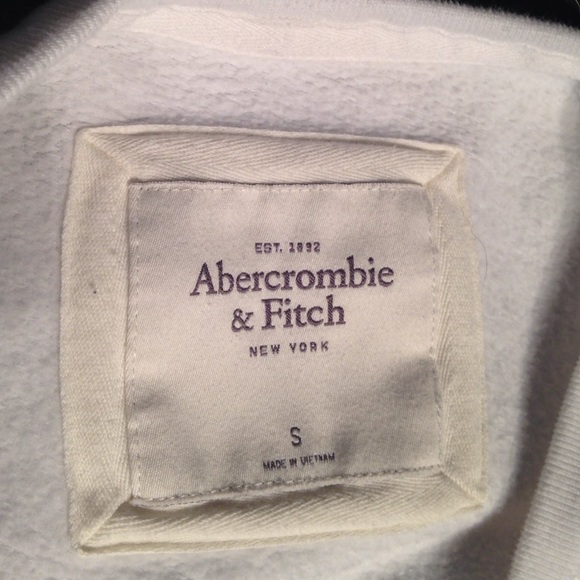 EST. 1892
Abercrombie
& Fitch
NEW YORK
S
MADE IN VIETNAM